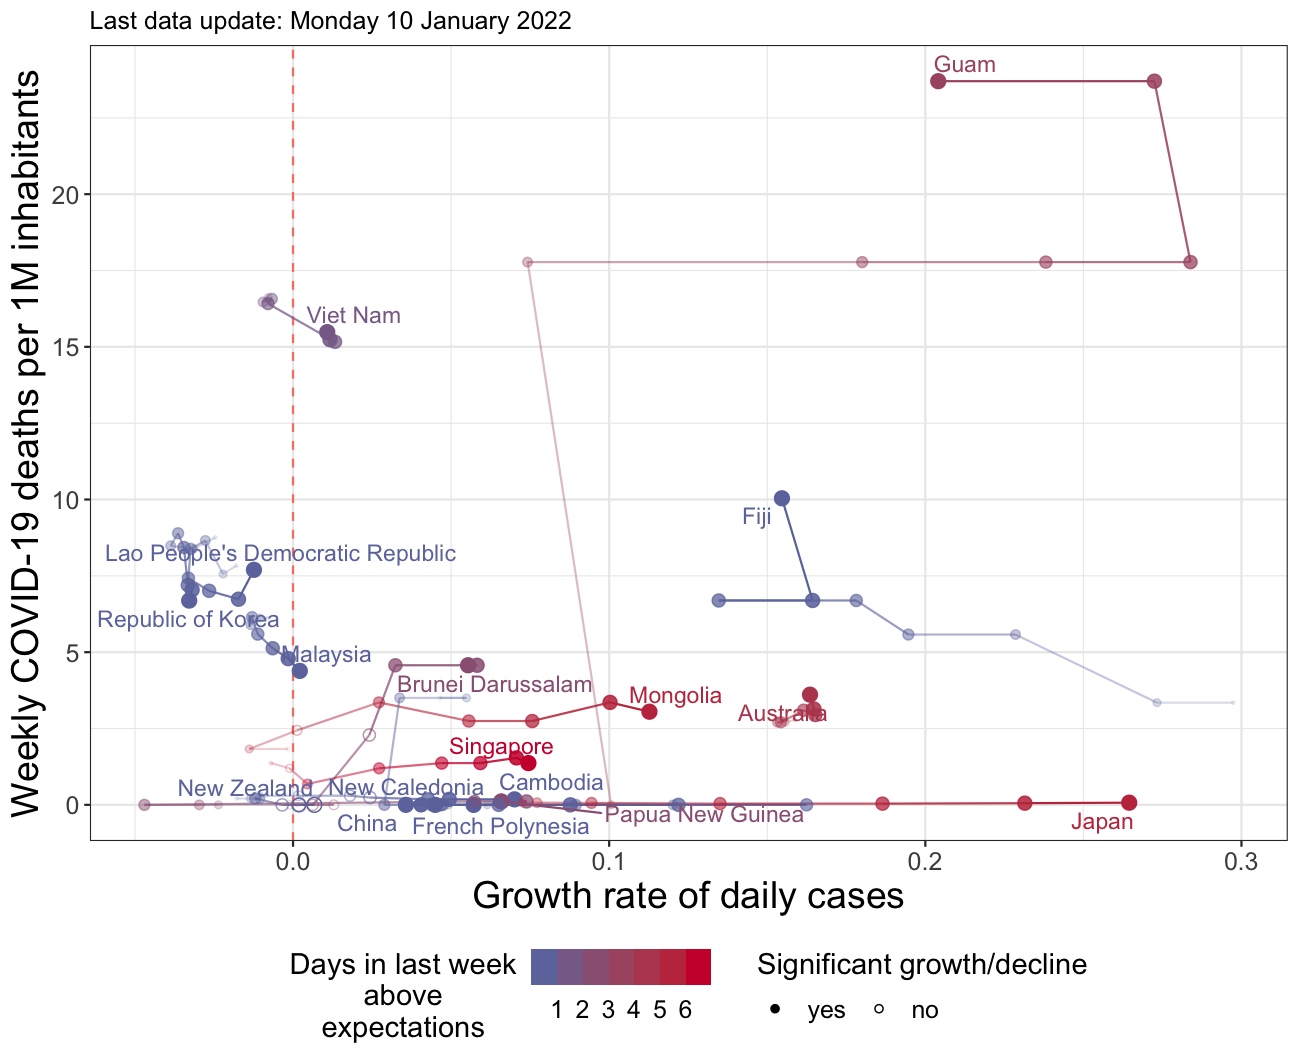 Last data update: Monday 10 January 2022
Weekly COVID-19 deaths per 1M inhabitants
20
15
10
5
0
Guam
Viet Nam
Fiji
Lao People's Democratic Republic
Republic of Korea
Malaysia
Brunei Darussalam
Mongolia
Australia
Singapore
New Zealand
New Caledonia
Cambodia
China
French Polynesia
Papua New Guinea
Japan
0.0
0.1
0.2
0.3
Growth rate of daily cases
Days in last week
above
expectations
1 2 3 4 5 6
Significant growth/decline
yes
no